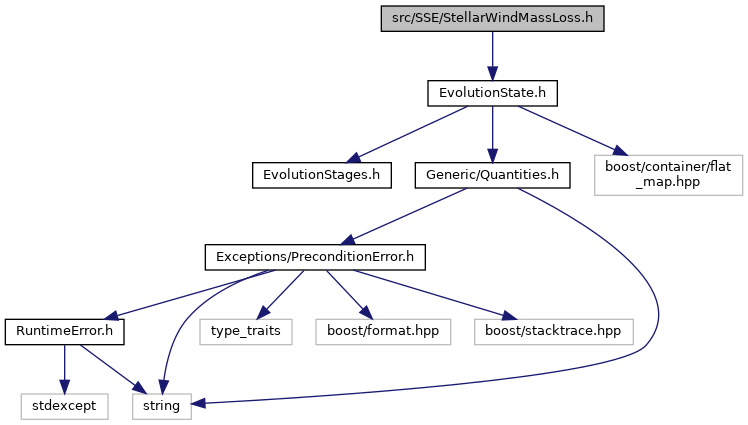 src/SSE/StellarWindMassLoss.h
EvolutionState.h
EvolutionStages.h
Generic/Quantities.h
boost/container/flat
_map.hpp
Exceptions/PreconditionError.h
RuntimeError.h
type_traits
boost/format.hpp
boost/stacktrace.hpp
stdexcept
string